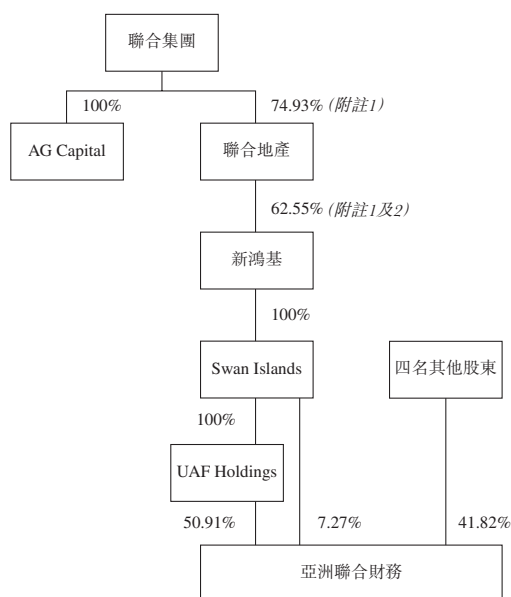 聯合集團
100%
74.93% (附註1)
AG Capital
聯合地產
62.55% (附註1及2)
新鴻基
100%
Swan Islands
四名其他股東
100%
UAF Holdings
50.91%
7.27%
41.82%
亞洲聯合財務